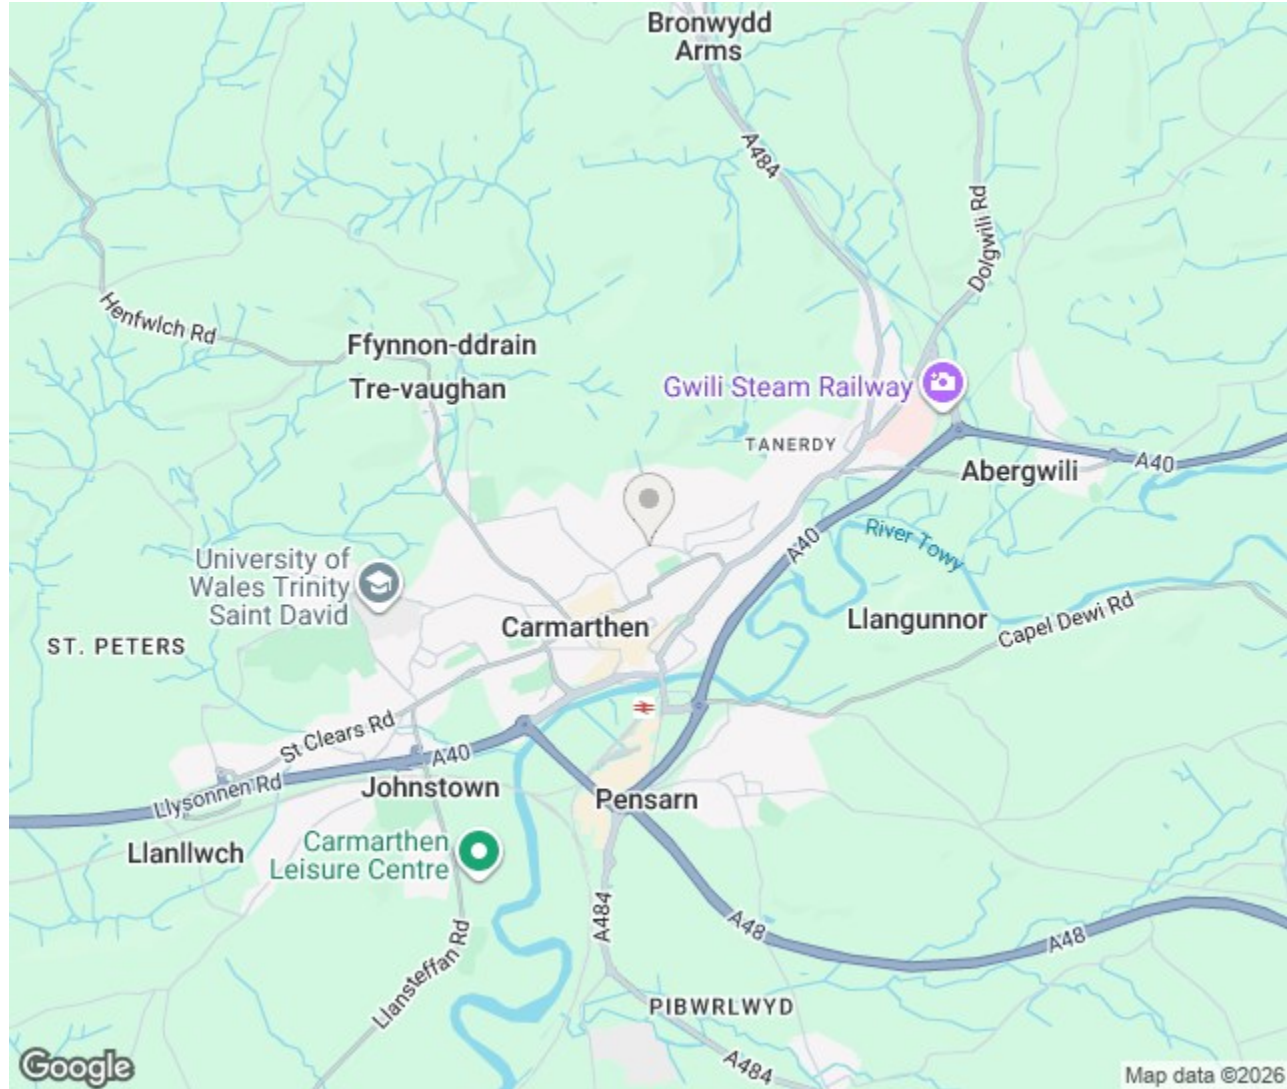 Bronwydd
Arms
A484
Dolgwili Rd
Henfwlch Rd
Ffynnon-ddrain
Tre-vaughan
Gwili Steam Railway
TANERDY
A40
Abergwili
River Towy
A40
University of
Wales Trinity
Saint David
Llangunnor
Capel Dewi Rd
Carmarthen
ST. PETERS
St Clears Rd
A40
Llysonnen Rd
Johnstown
Pensarn
Llanllwch
Carmarthen
Leisure Centre
A484
A48
A48
Llansteffan Rd
PIBWRLWYD
A484
Google
Map data ©2026